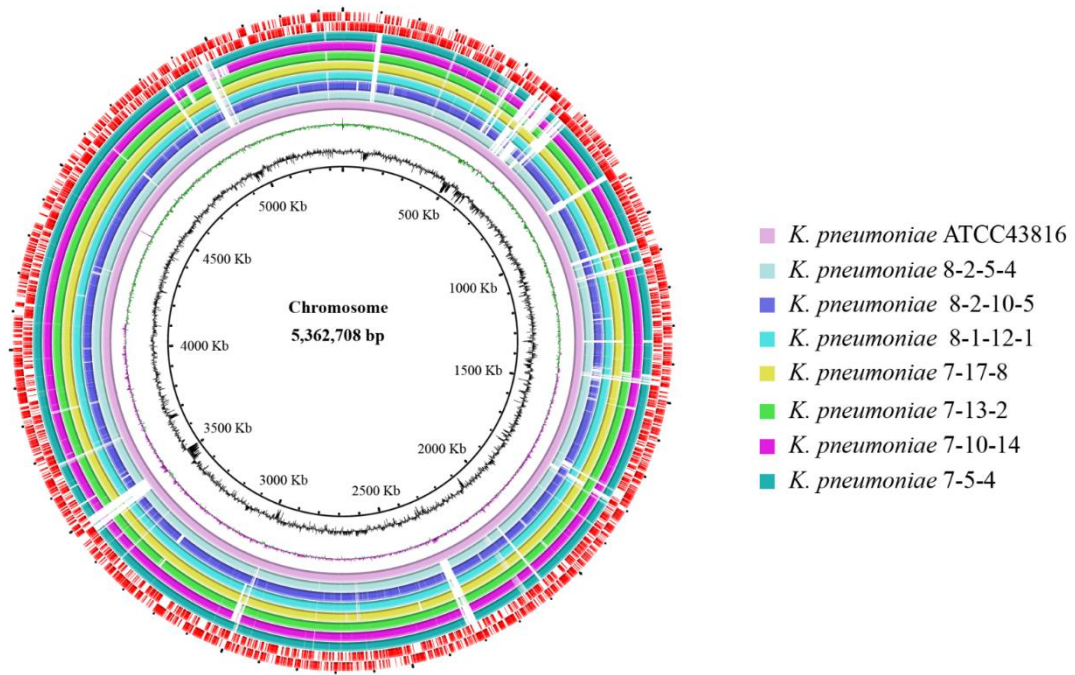 5000 Kb
500 Kb
4500 Kb
1000 Kb
Chromosome
5,362,708 bp
4000 Kb
1500 Kb
3500 Kb
2000 Kb
3000 Kb
2500 Kb
K. pneumoniae ATCC43816
K. pneumoniae 8-2-5-4
K. pneumoniae 8-2-10-5
K. pneumoniae 8-1-12-1
K. pneumoniae 7-17-8
K. pneumoniae 7-13-2
K. pneumoniae 7-10-14
K. pneumoniae 7-5-4